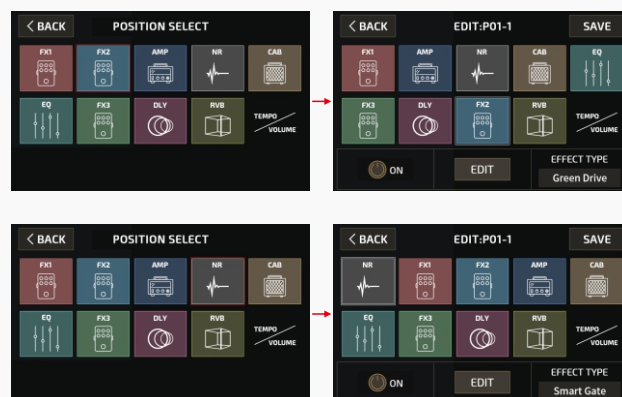 < BACK POSITION SELECT
FX1 FX2 AMP NR CAB
EQ FX3 DLY RVB TEMPO
VOLUME
< BACK EDIT:P01-1 SAVE
FX1 AMP NR CAB EQ
FX3 DLY FX2 RVB TEMPO
VOLUME
ON EDIT EFFECT TYPE
Green Drive
< BACK POSITION SELECT
FX1 FX2 AMP NR CAB
EQ FX3 DLY RVB TEMPO
VOLUME
< BACK EDIT:P01-1 SAVE
NR FX1 FX2 AMP CAB
EQ FX3 DLY RVB TEMPO
VOLUME
ON EDIT EFFECT TYPE
Smart Gate